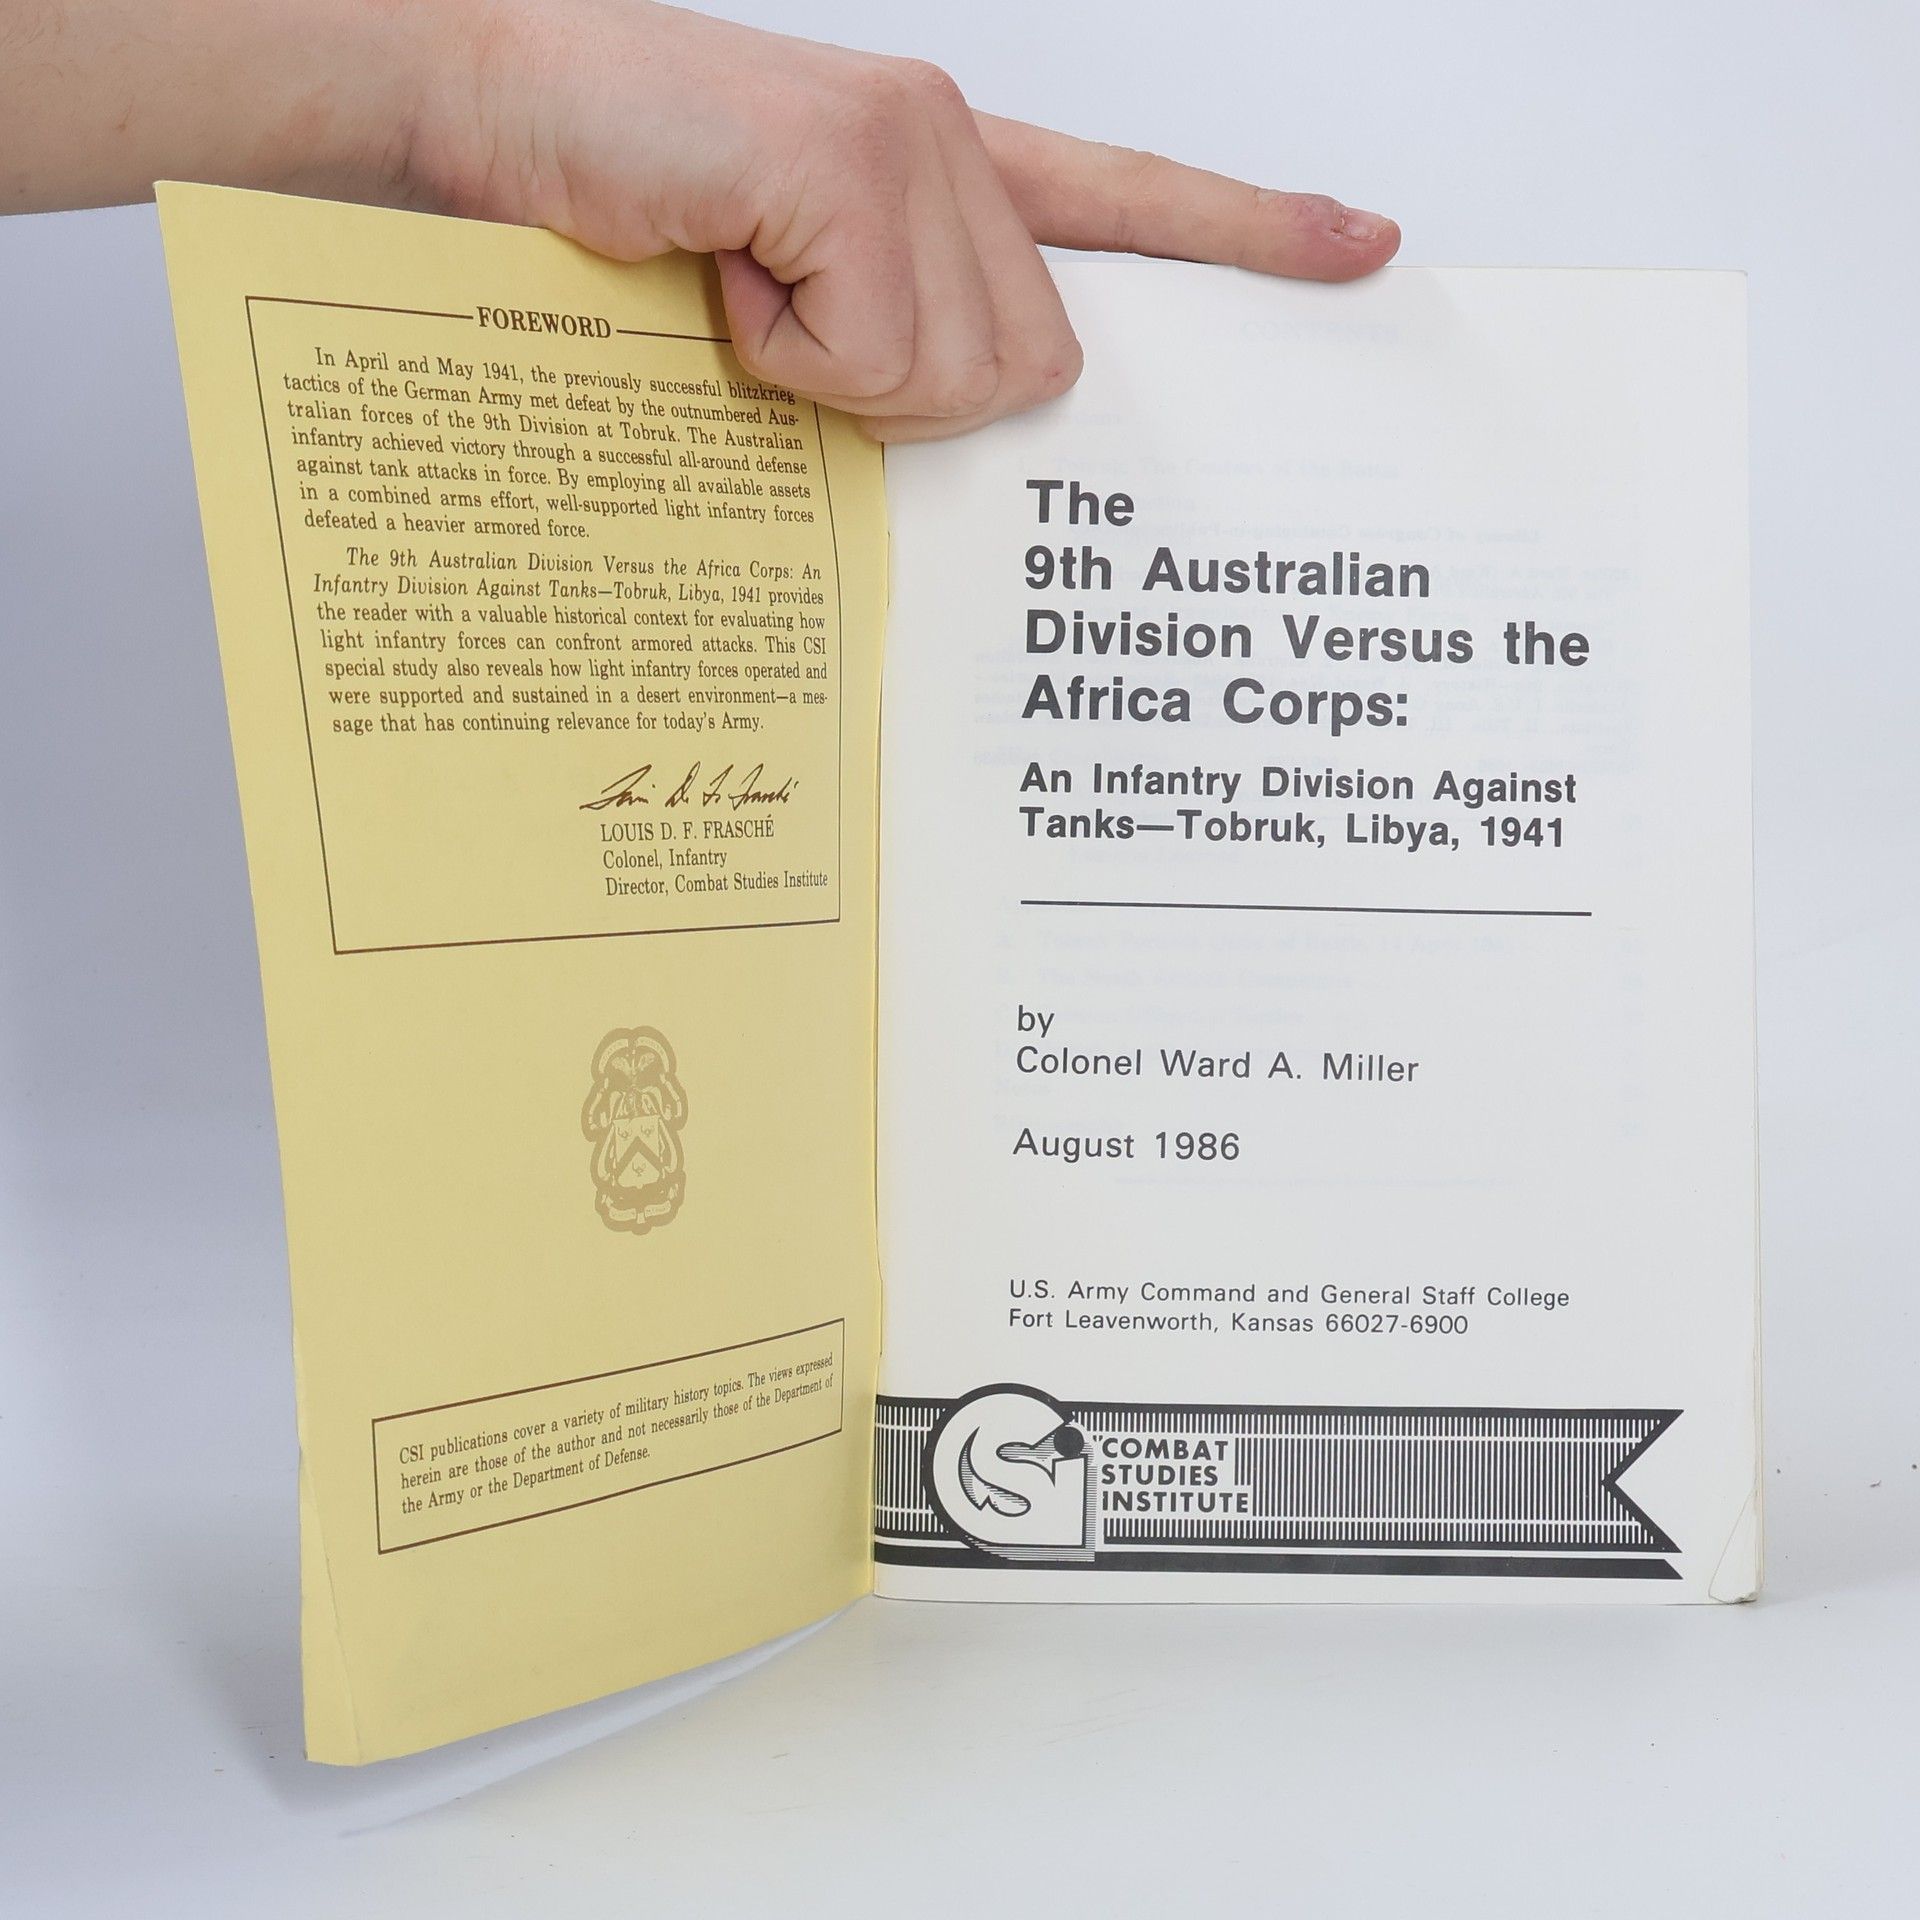 FOREWORD
In April and May 1941, the previously successful blitzkrieg
tactics of the German Army met defeat by the outnumbered Aus-
tralian forces of the 9th Division at Tobruk. The Australian
infantry achieved victory through a successful all-around defense
against tank attacks in force. By employing all available assets
in a combined arms effort, well-supported light infantry forces
defeated a heavier armored force.
The 9th Australian Division Versus the Africa Corps: An
Infantry Division Against Tanks—Tobruk, Libya, 1941 provides
the reader with a valuable historical context for evaluating how
light infantry forces can confront armored attacks. This CSI
special study also reveals how light infantry forces operated and
were supported and sustained in a desert environment—a mes-
sage that has continuing relevance for today's Army.
LOUIS D. F. FRASCHÉ
Colonel, Infantry
Director, Combat Studies Institute
CSI publications cover a variety of military history topics. The views expressed
herein are those of the author and not necessarily those of the Department of
the Army or the Department of Defense.
The
9th Australian
Division Versus the
Africa Corps:
An Infantry Division Against
Tanks—Tobruk, Libya, 1941
by
Colonel Ward A. Miller
August 1986
U.S. Army Command and General Staff College
Fort Leavenworth, Kansas 66027-6900
COMBAT
STUDIES
INSTITUTE